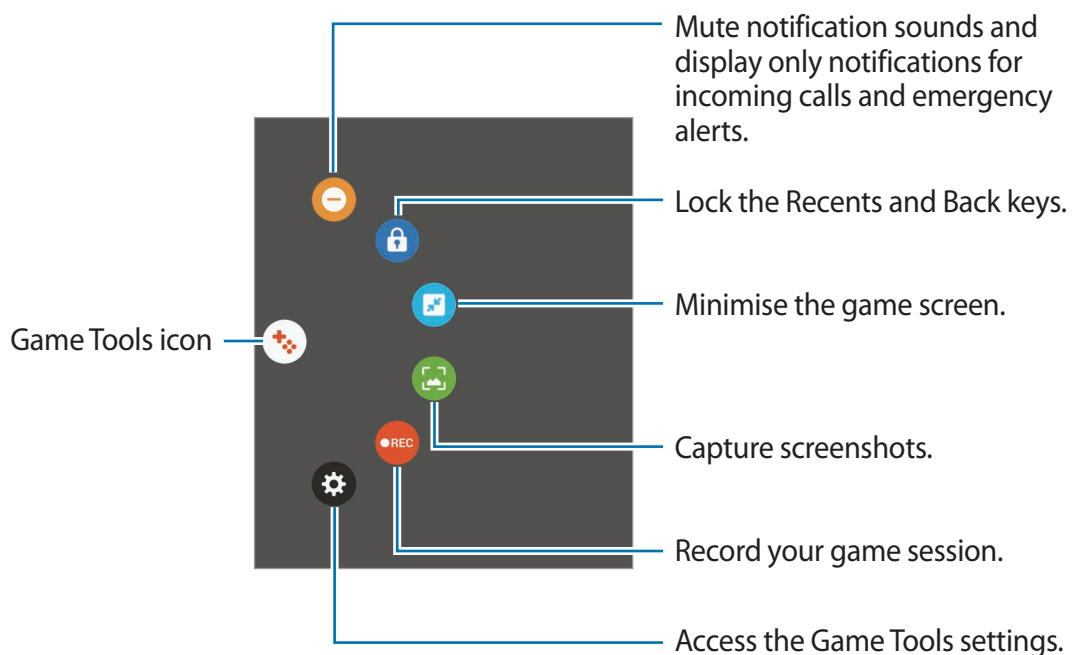 Mute notification sounds and
display only notifications for
incoming calls and emergency
alerts.
Lock the Recents and Back keys.
Minimise the game screen.
Game Tools icon
Capture screenshots.
REC
Record your game session.
Access the Game Tools settings.